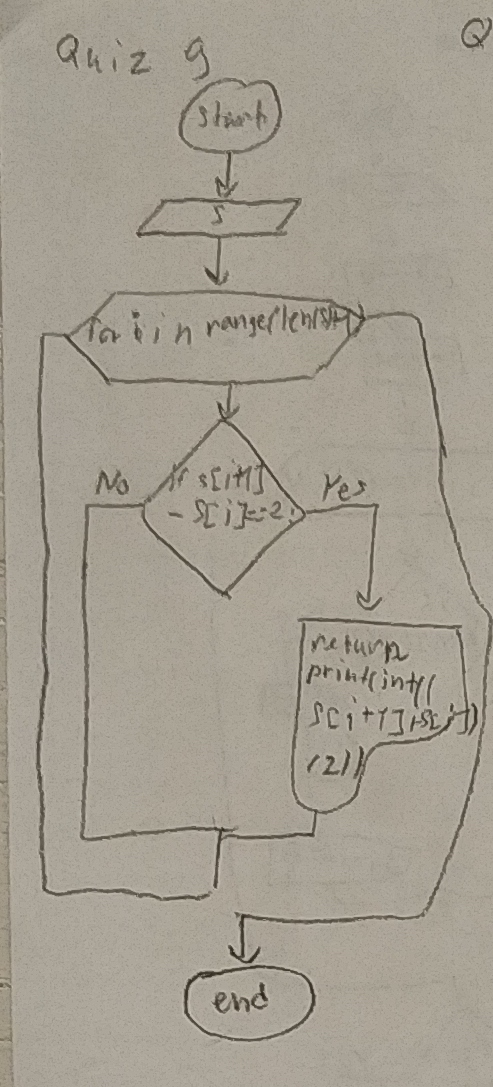 Quiz 9
Q
Start
S
for i in range(len(S)-1)
No
if s[i+1]
Yes
- S[i]==2:
return
print(int((
S[i+1]+S[i])
/2))
end